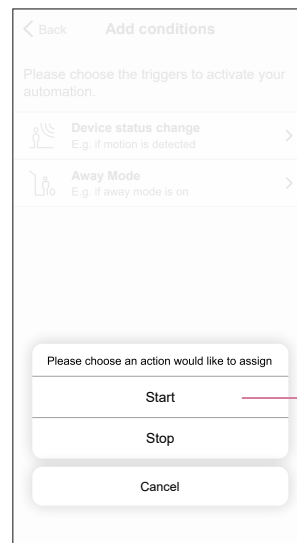 Back
Add conditions
Please choose the triggers to activate your
automation.
Device status change
E.g. if motion is detected
Away Mode
E.g. if away mode is on
Please choose an action would like to assign
Start
Stop
Cancel